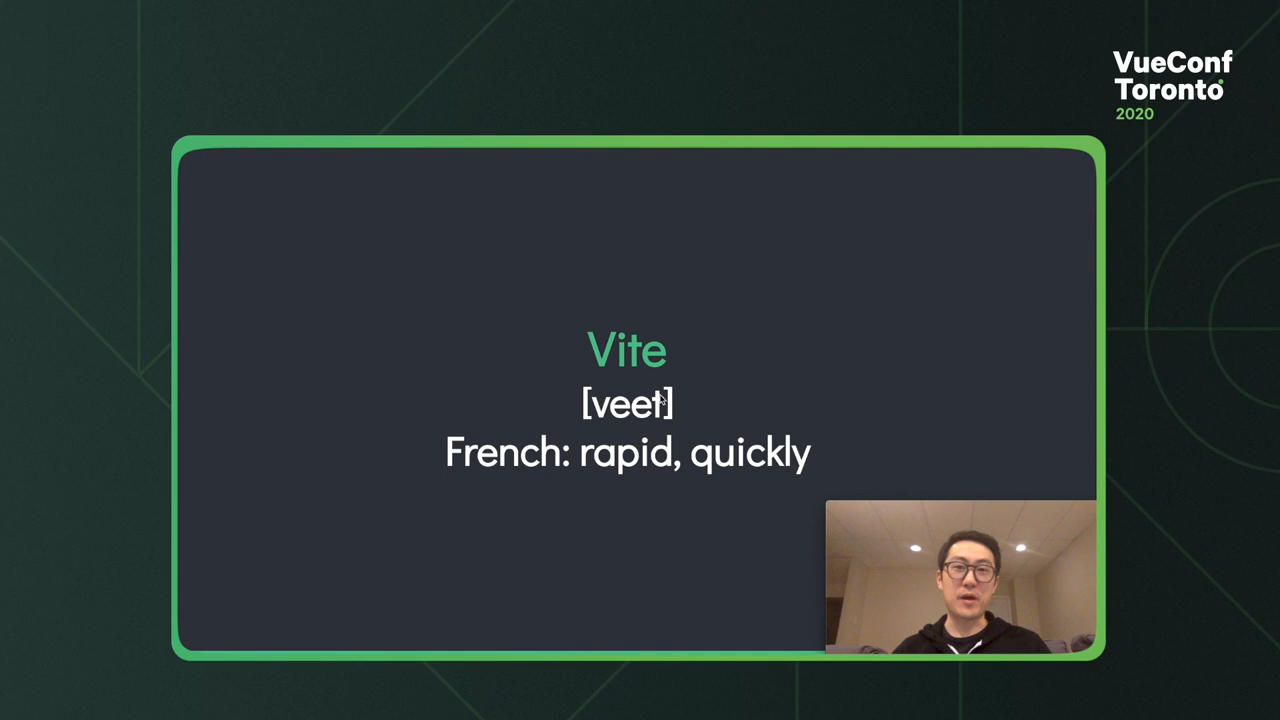 VueConf
Toronto
2020
Vite
[veet]
French: rapid, quickly